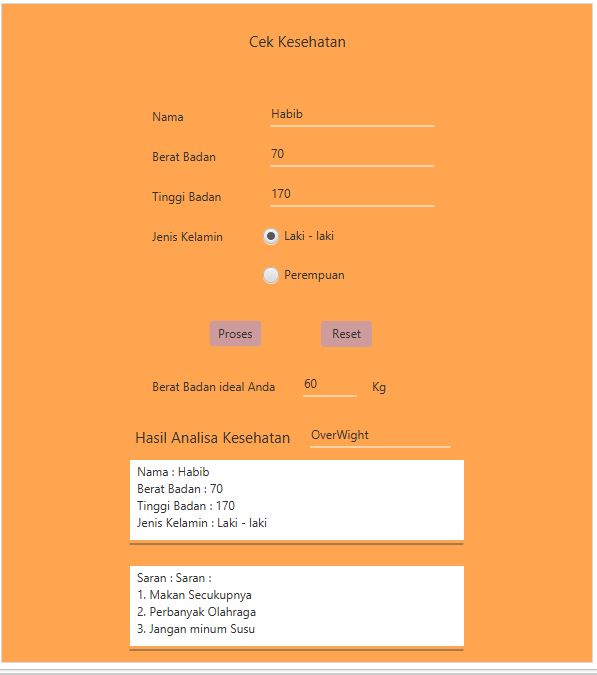 Cek Kesehatan
Nama Habib
Berat Badan 70
Tinggi Badan 170
Jenis Kelamin Laki - laki
Perempuan
Proses Reset
Berat Badan ideal Anda 60 Kg
Hasil Analisa Kesehatan OverWight
Nama : Habib
Berat Badan : 70
Tinggi Badan : 170
Jenis Kelamin : Laki - laki
Saran : Saran :
1. Makan Secukupnya
2. Perbanyak Olahraga
3. Jangan minum Susu